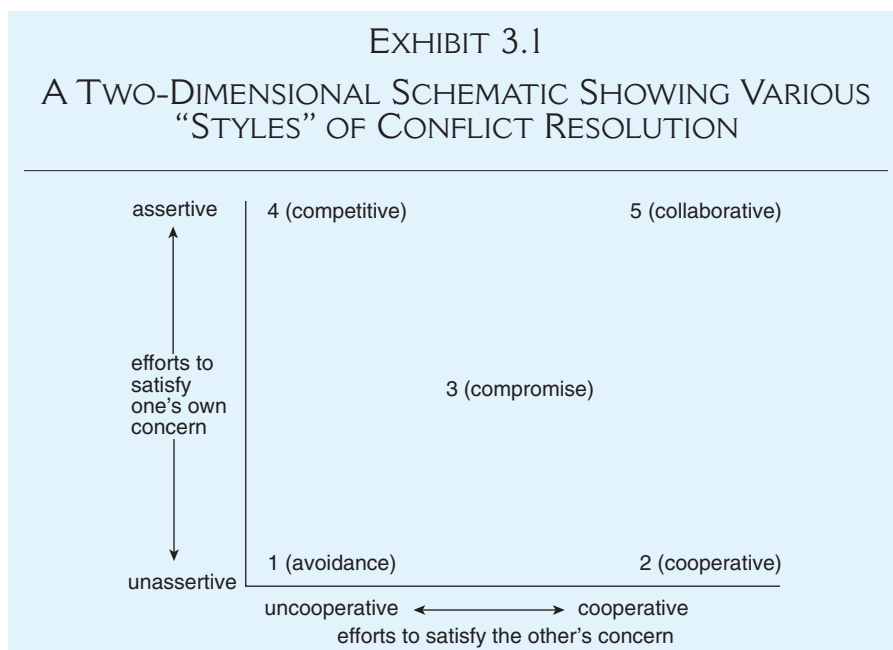 EXHIBIT 3.1
A TWO-DIMENSIONAL SCHEMATIC SHOWING VARIOUS
“STYLES” OF CONFLICT RESOLUTION
assertive
4 (competitive)
5 (collaborative)
efforts to
satisfy
one's own
concern
3 (compromise)
1 (avoidance)
2 (cooperative)
unassertive
uncooperative
cooperative
efforts to satisfy the other's concern